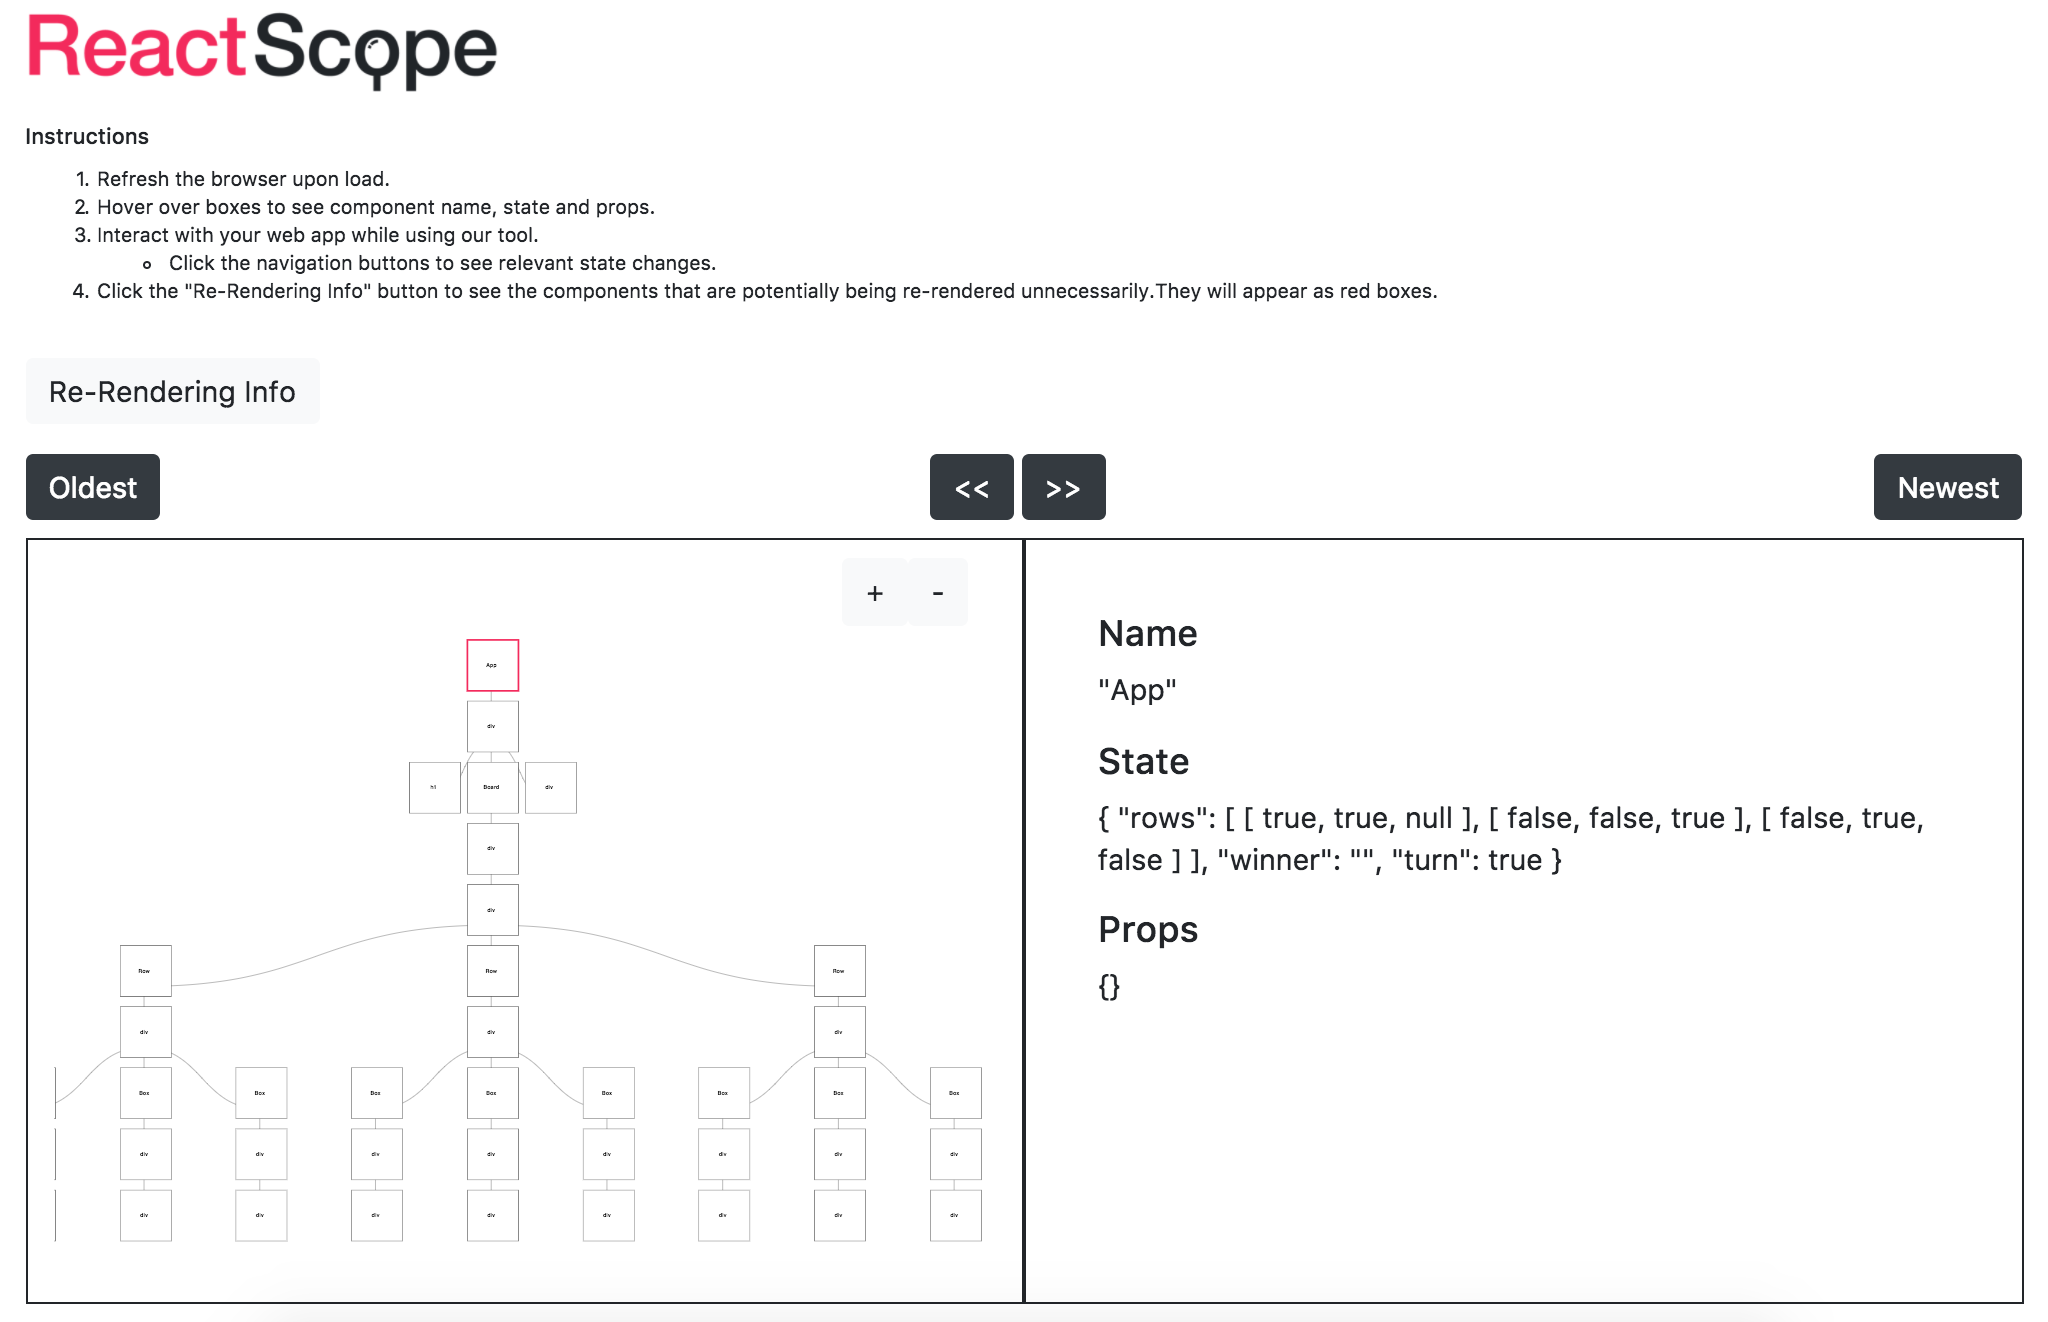 ReactScope
Instructions
1. Refresh the browser upon load.
2. Hover over boxes to see component name, state and props.
3. Interact with your web app while using our tool.
Click the navigation buttons to see relevant state changes.
4. Click the "Re-Rendering Info" button to see the components that are potentially being re-rendered unnecessarily.They will appear as red boxes.
Re-Rendering Info
Oldest << >> Newest
+ -
App
div
h1 Board div
div
div
Row Row Row
div div div
Box Box Box Box Box Box Box Box
div div div div div div div div
div div div div div div div div
Name
"App"
State
{ "rows": [ [ true, true, null ], [ false, false, true ], [ false, true,
false ] ], "winner": "", "turn": true }
Props
{}